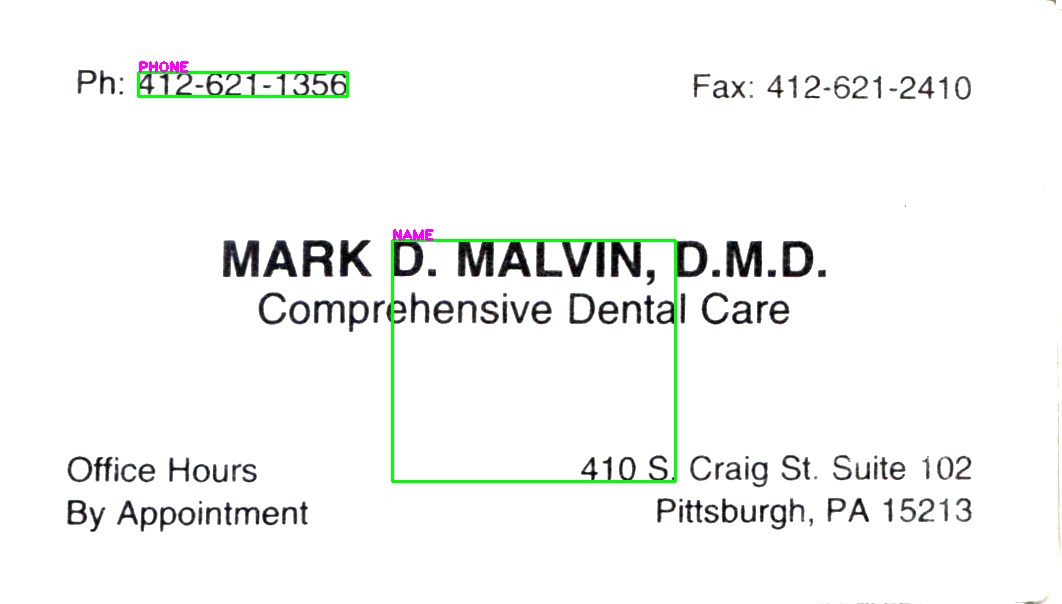 PHONE
Ph: 412-621-1356
Fax: 412-621-2410
NAME
MARK D. MALVIN, D.M.D.
Comprehensive Dental Care
Office Hours
By Appointment
410 S. Craig St. Suite 102
Pittsburgh, PA 15213